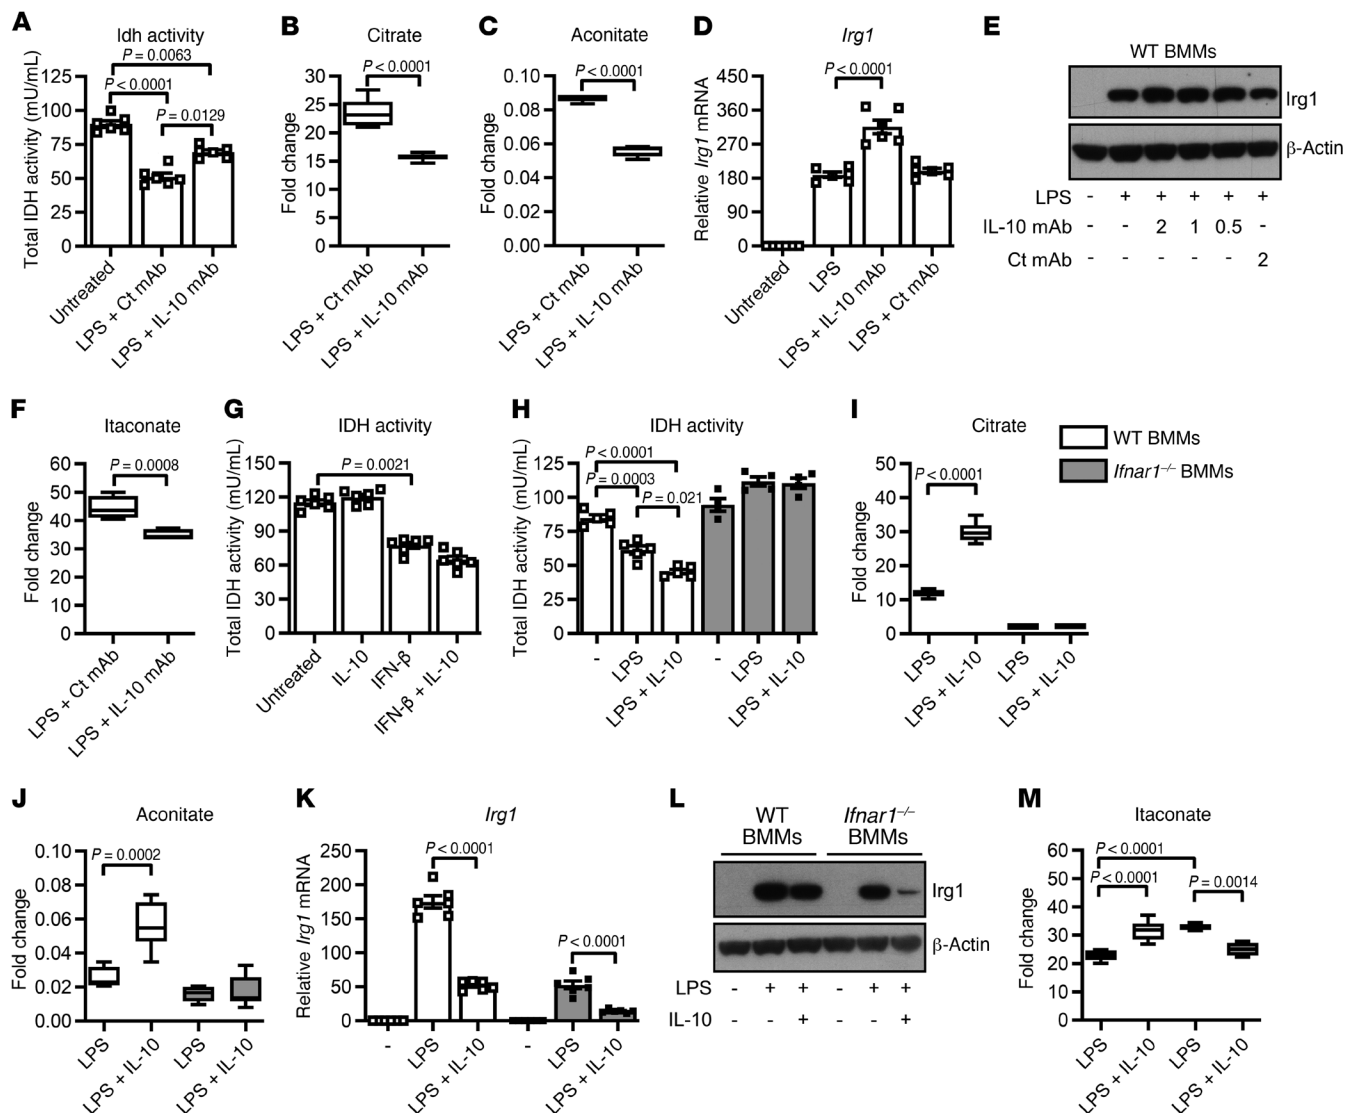 A
Idh activity
P = 0.0063
P < 0.0001
P = 0.0129
Total IDH activity (mU/mL)
125
100
75
50
25
0
Untreated
LPS + Ct mAb
LPS + IL-10 mAb
B
Citrate
P < 0.0001
Fold change
30
25
20
15
10
5
0
LPS + Ct mAb
LPS + IL-10 mAb
C
Aconitate
P < 0.0001
Fold change
0.10
0.08
0.06
0.04
0.02
0.00
LPS + Ct mAb
LPS + IL-10 mAb
D
Irg1
P < 0.0001
Relative Irg1 mRNA
450
360
270
180
90
0
Untreated
LPS
LPS + IL-10 mAb
LPS + Ct mAb
E
WT BMMs
Irg1
β-Actin
LPS - + + + + +
IL-10 mAb - - 2 1 0.5 -
Ct mAb - - - - - 2
F
Itaconate
P = 0.0008
Fold change
60
50
40
30
20
10
0
LPS + Ct mAb
LPS + IL-10 mAb
G
IDH activity
P = 0.0021
Total IDH activity (mU/mL)
150
120
90
60
30
0
Untreated
IL-10
IFN-β
IFN-β + IL-10
H
IDH activity
P < 0.0001
P = 0.0003
P = 0.021
Total IDH activity (mU/mL)
125
100
75
50
25
0
-
LPS
LPS + IL-10
-
LPS
LPS + IL-10
I
Citrate
P < 0.0001
Fold change
50
40
30
20
10
0
LPS
LPS + IL-10
LPS
LPS + IL-10
WT BMMs
Ifnar1–/– BMMs
J
Aconitate
P = 0.0002
Fold change
0.10
0.08
0.06
0.04
0.02
0.00
LPS
LPS + IL-10
LPS
LPS + IL-10
K
Irg1
P < 0.0001
P < 0.0001
Relative Irg1 mRNA
250
200
150
100
50
0
-
LPS
LPS + IL-10
-
LPS
LPS + IL-10
L
WT
BMMs
Ifnar1–/–
BMMs
Irg1
β-Actin
LPS - + + - + +
IL-10 - - + - - +
M
Itaconate
P < 0.0001
P < 0.0001
P = 0.0014
Fold change
60
50
40
30
20
10
0
LPS
LPS + IL-10
LPS
LPS + IL-10